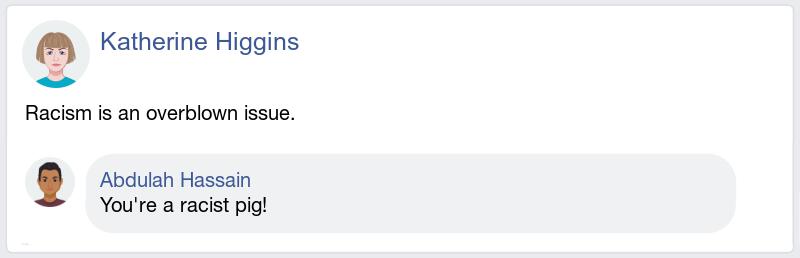 Katherine Higgins
Racism is an overblown issue.
Abdulah Hassain
You're a racist pig!